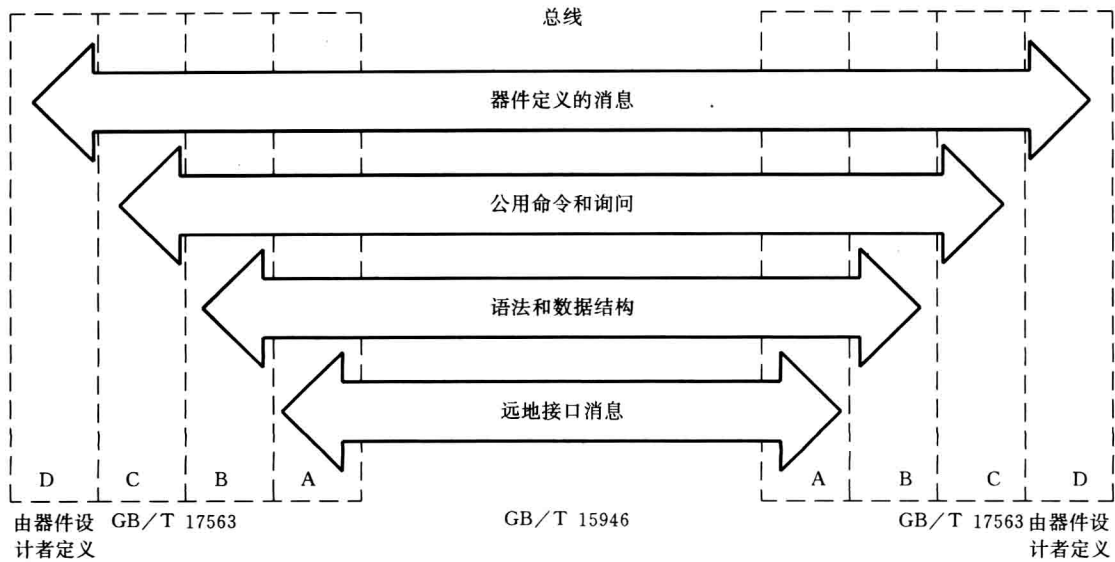 总线
器件定义的消息
公用命令和询问
语法和数据结构
远地接口消息
D C B A A B C D
由器件设计者定义 GB/T 17563 GB/T 15946 GB/T 17563 由器件设计者定义